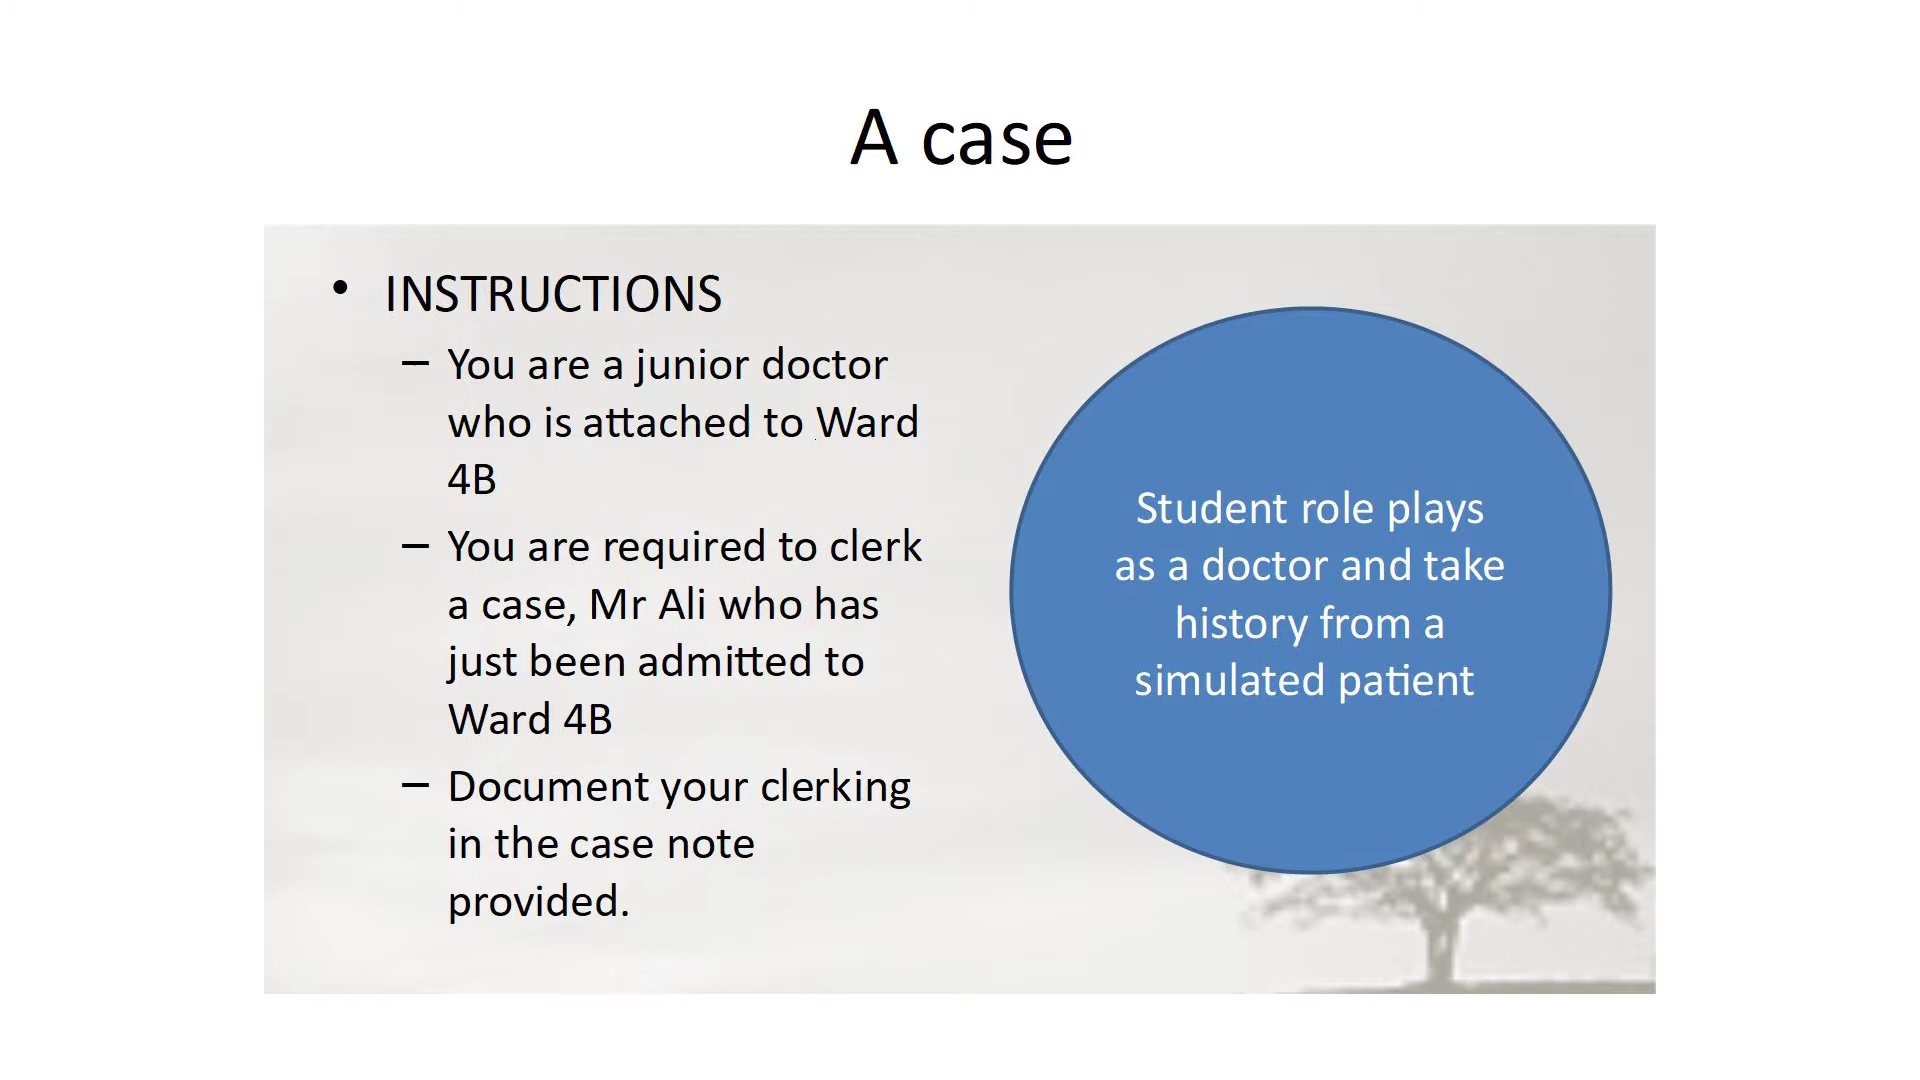 A case
• INSTRUCTIONS
– You are a junior doctor
who is attached to Ward
4B
– You are required to clerk
a case, Mr Ali who has
just been admitted to
Ward 4B
– Document your clerking
in the case note
provided.
Student role plays
as a doctor and take
history from a
simulated patient